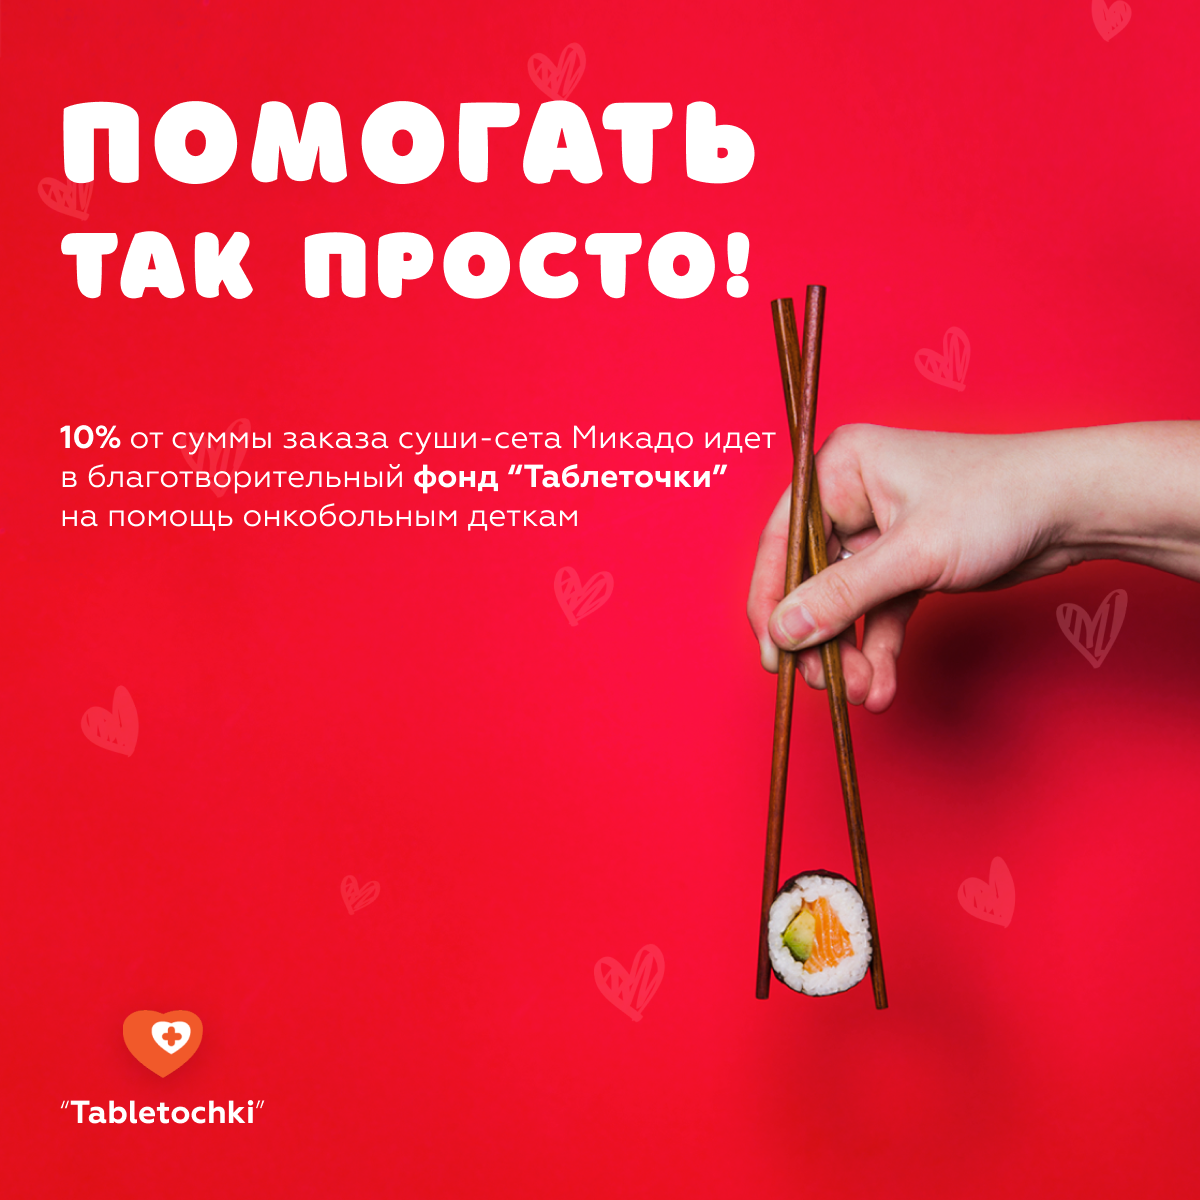 ПОМОГАТЬ
ТАК ПРОСТО!
10% от суммы заказа суши-сета Микадо идет
в благотворительный фонд “Таблеточки”
на помощь онкобольным деткам
“Tabletochki”